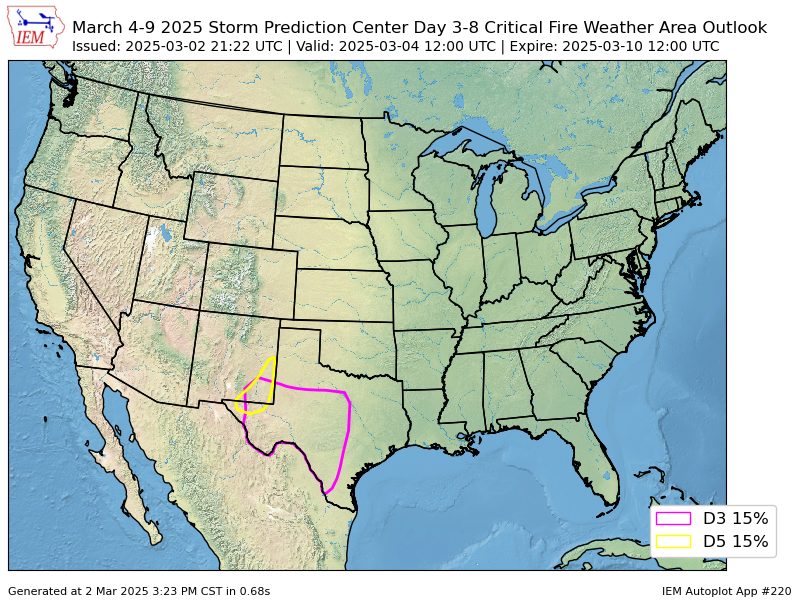 IEM
March 4-9 2025 Storm Prediction Center Day 3-8 Critical Fire Weather Area Outlook
Issued: 2025-03-02 21:22 UTC | Valid: 2025-03-04 12:00 UTC | Expire: 2025-03-10 12:00 UTC
D3 15%
D5 15%
Generated at 2 Mar 2025 3:23 PM CST in 0.68s
IEM Autoplot App #220